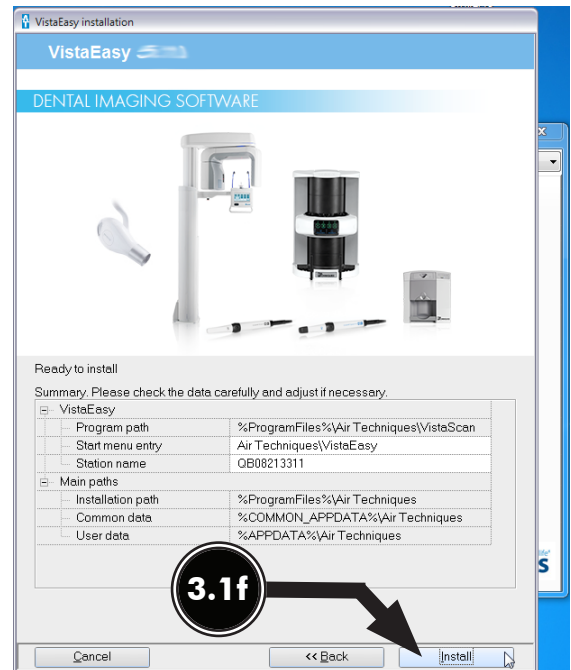 VistaEasy installation
VistaEasy
DENTAL IMAGING SOFTWARE
Ready to install
Summary. Please check the data carefully and adjust if necessary.
VistaEasy
Program path %ProgramFiles%\Air Techniques\VistaScan
Start menu entry Air Techniques\VistaEasy
Station name QB08213311
Main paths
Installation path %ProgramFiles%\Air Techniques
Common data %COMMON_APPDATA%\Air Techniques
User data %APPDATA%\Air Techniques
3.1f
Cancel << Back Install